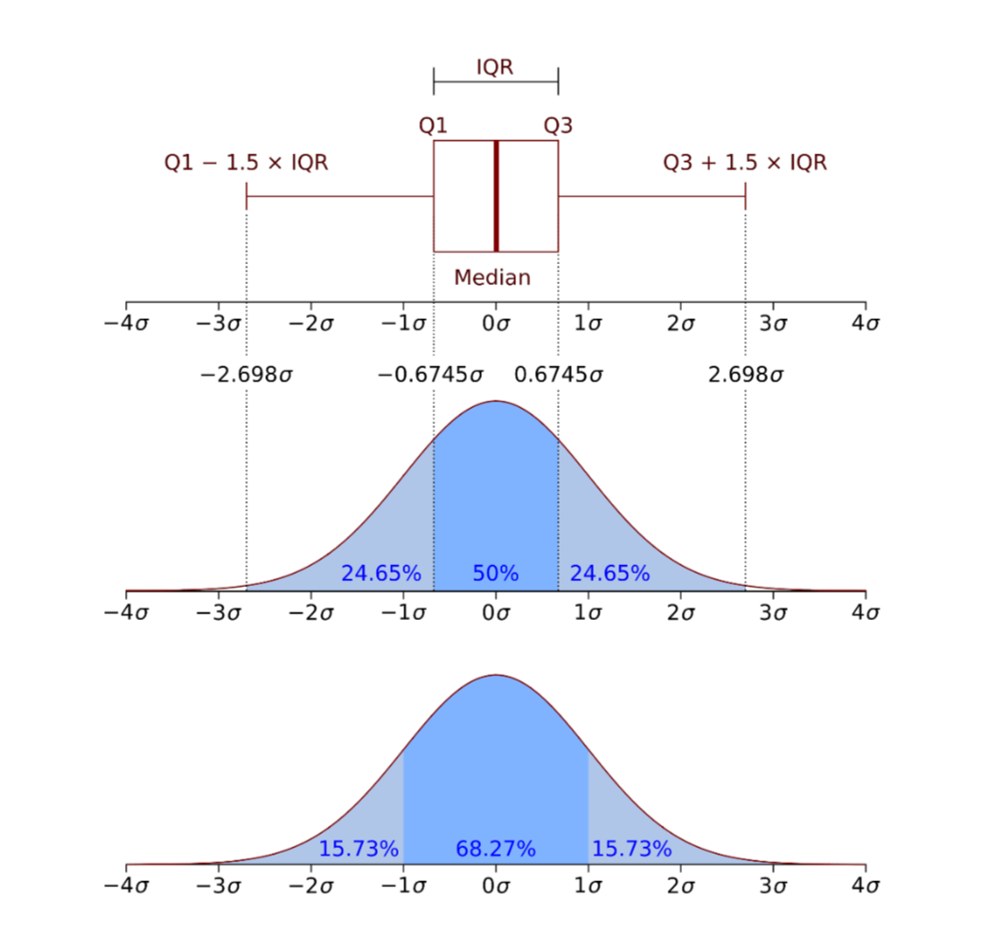 IQR
Q1 Q3
Q1 − 1.5 × IQR Q3 + 1.5 × IQR
Median
−4σ −3σ −2σ −1σ 0σ 1σ 2σ 3σ 4σ
−2.698σ −0.6745σ 0.6745σ 2.698σ
24.65% 50% 24.65%
−4σ −3σ −2σ −1σ 0σ 1σ 2σ 3σ 4σ
15.73% 68.27% 15.73%
−4σ −3σ −2σ −1σ 0σ 1σ 2σ 3σ 4σ